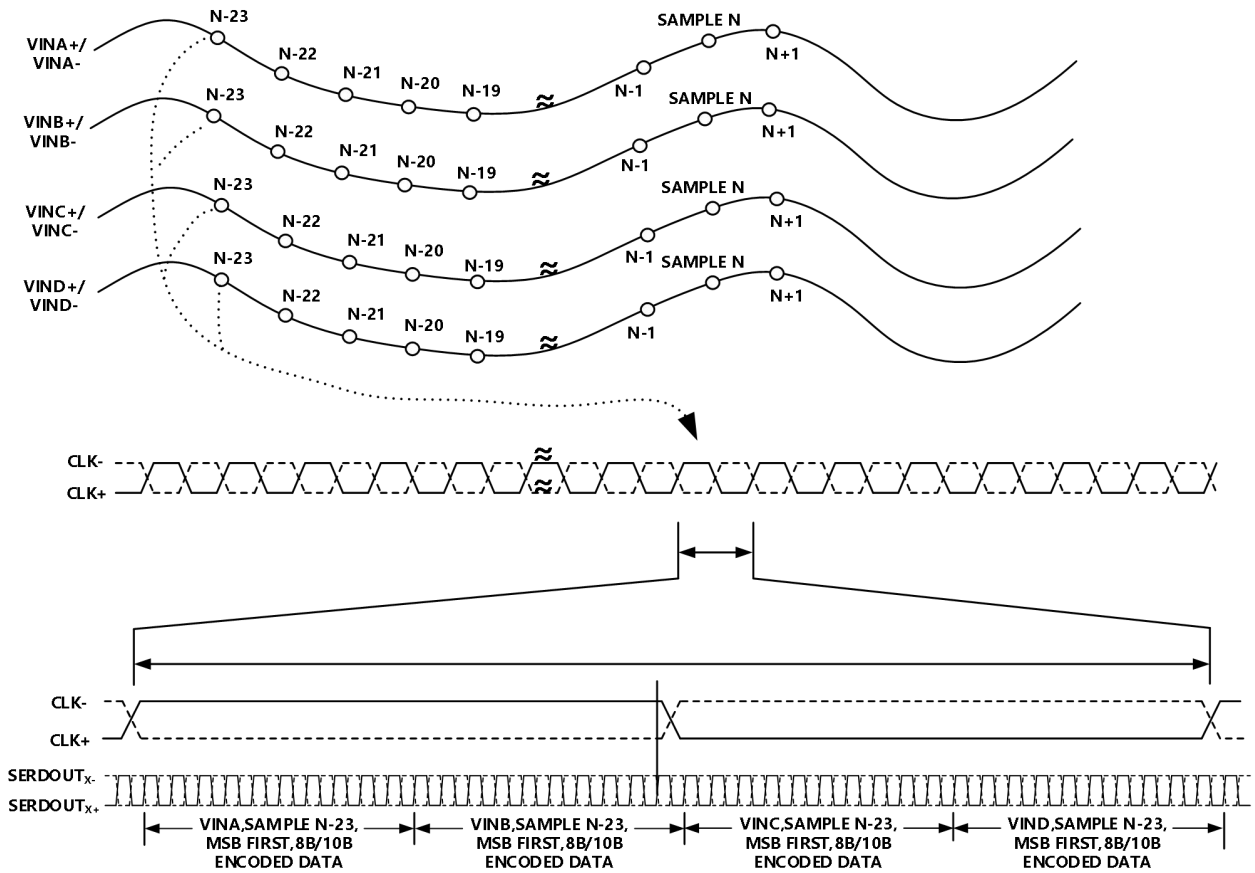 N-23
SAMPLE N
VINA+/
VINA-
N-22
N-21
N-20
N-19
N-1
N+1
N-23
SAMPLE N
VINB+/
VINB-
N-22
N-21
N-20
N-19
N-1
N+1
N-23
SAMPLE N
VINC+/
VINC-
N-22
N-21
N-20
N-19
N-1
N+1
N-23
SAMPLE N
VIND+/
VIND-
N-22
N-21
N-20
N-19
N-1
N+1
CLK-
CLK+
CLK-
CLK+
SERDOUTX-
SERDOUTX+
VINA,SAMPLE N-23,
MSB FIRST,8B/10B
ENCODED DATA
VINB,SAMPLE N-23,
MSB FIRST,8B/10B
ENCODED DATA
VINC,SAMPLE N-23,
MSB FIRST,8B/10B
ENCODED DATA
VIND,SAMPLE N-23,
MSB FIRST,8B/10B
ENCODED DATA